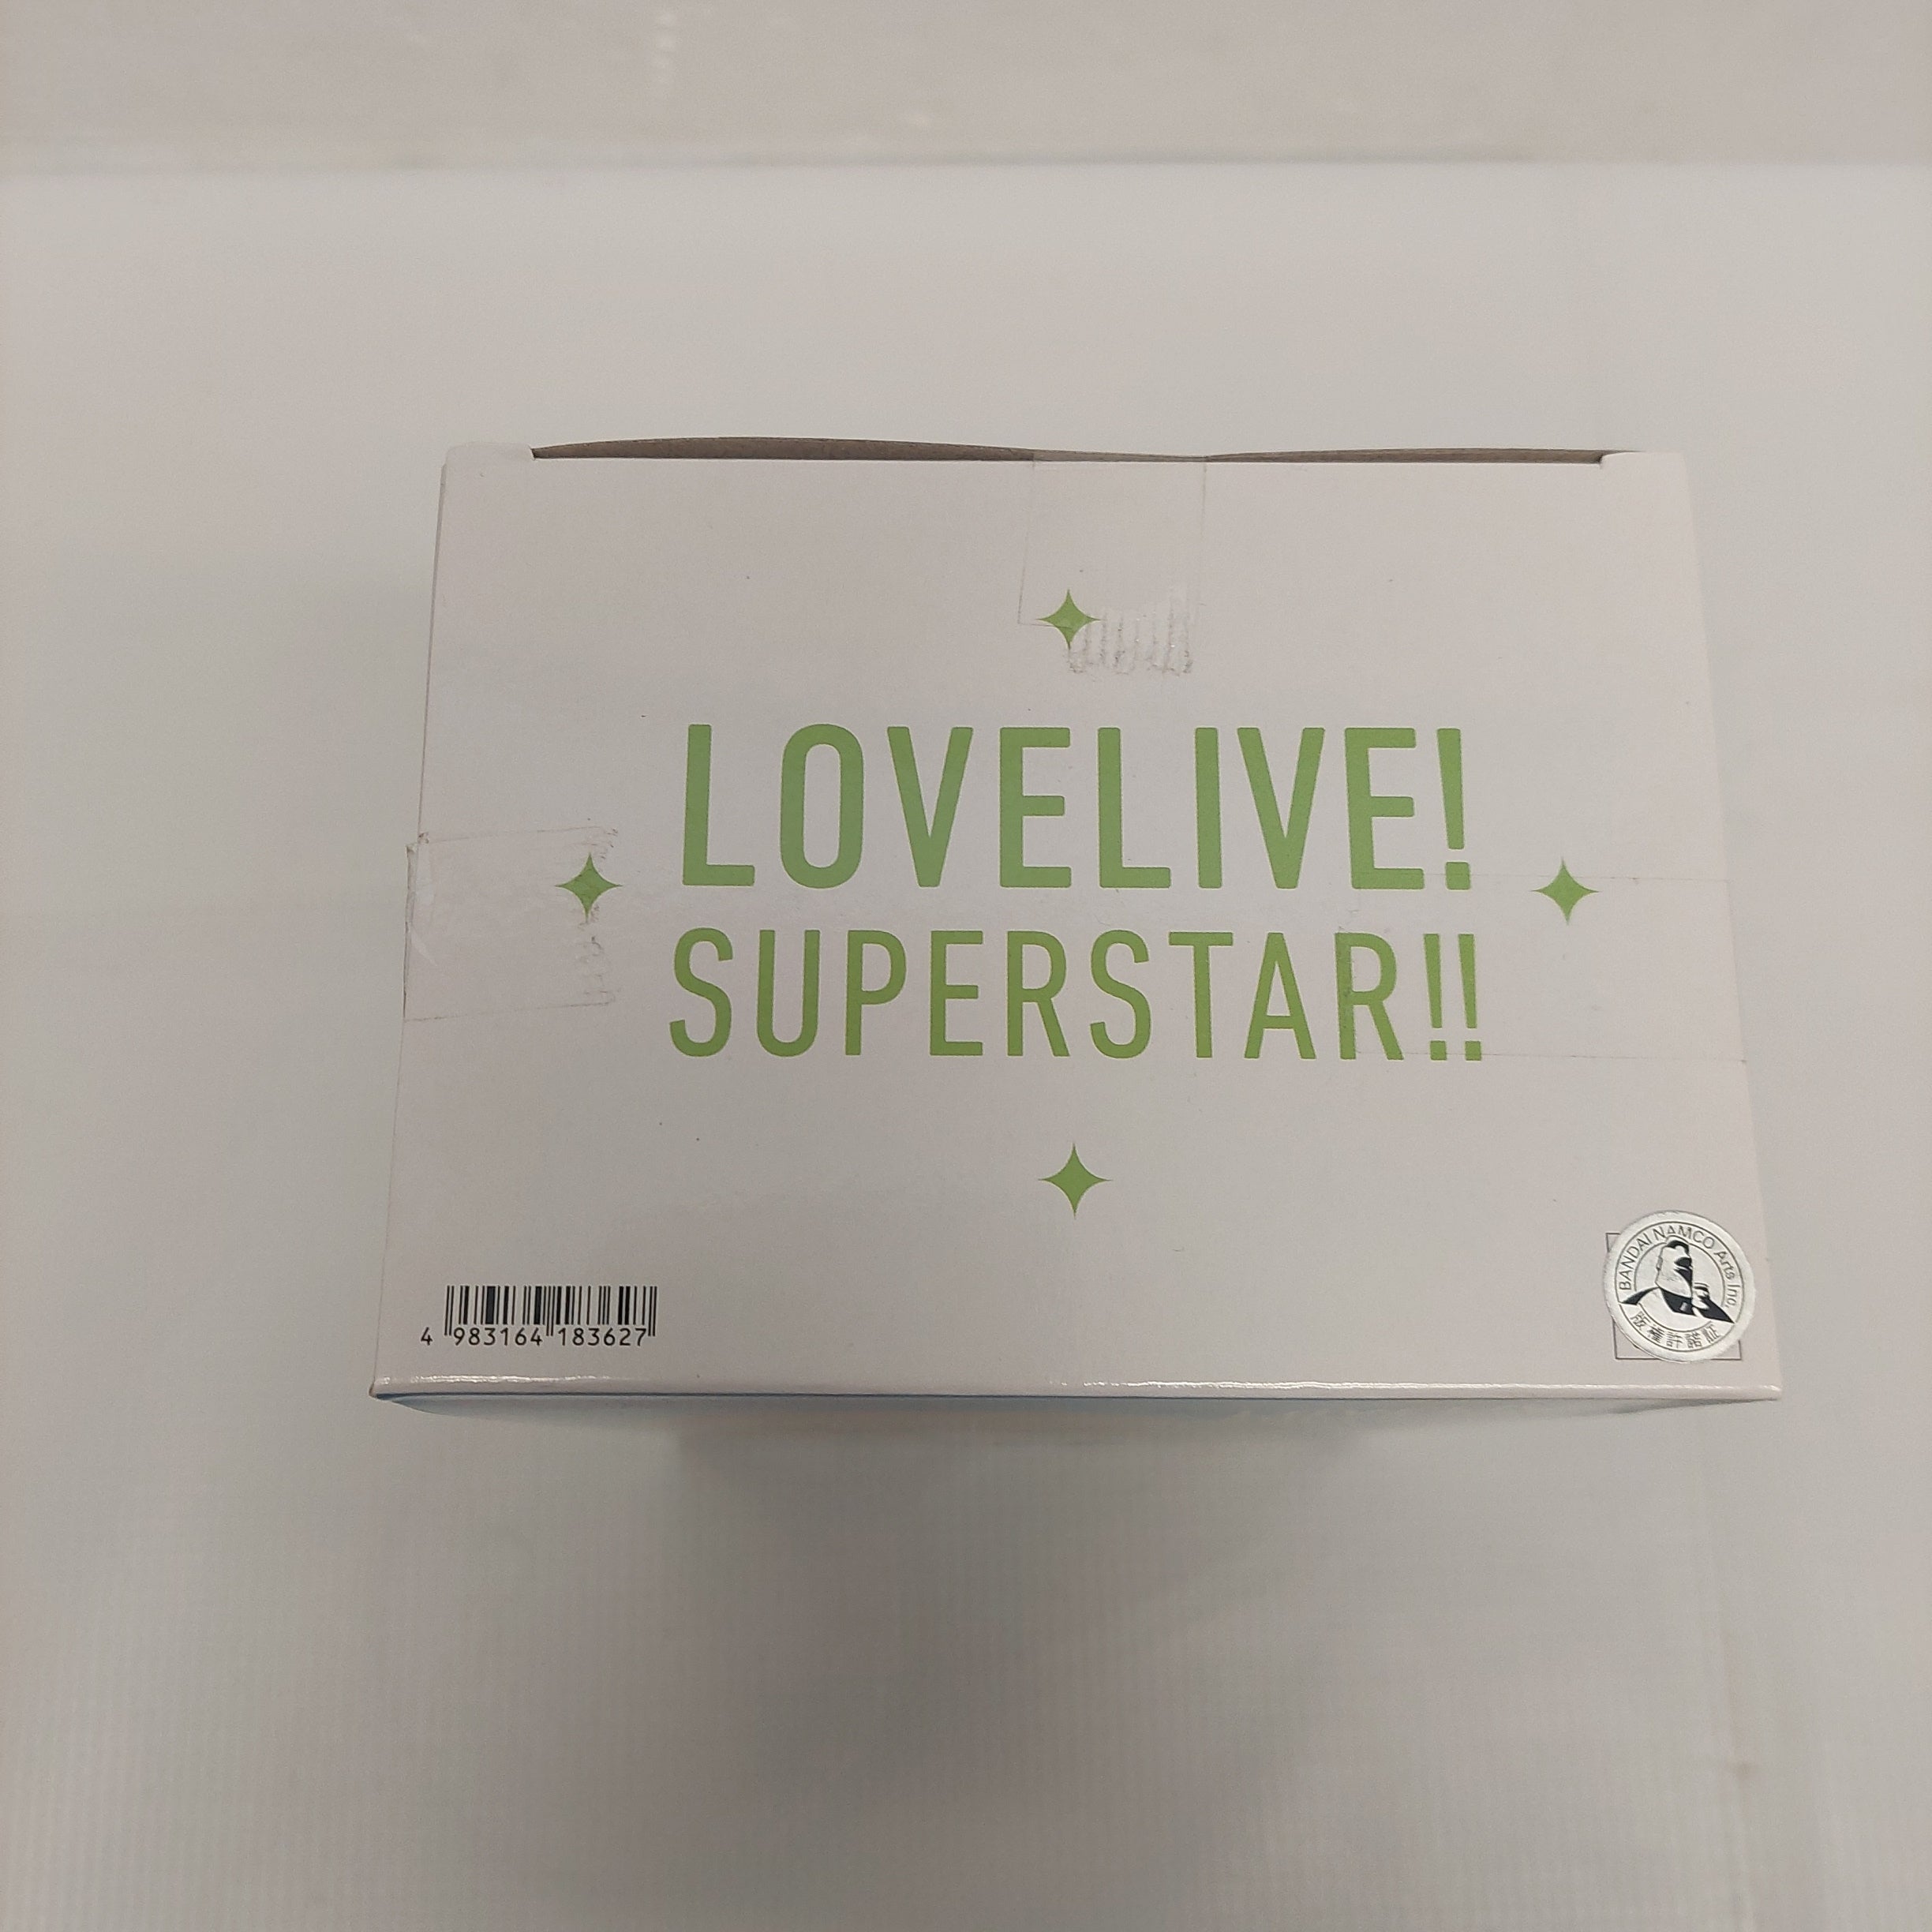 LOVELIVE!
SUPERSTAR!!
4 983164 183627
BANDAI NAMCO Arts Inc.
版権許諾証